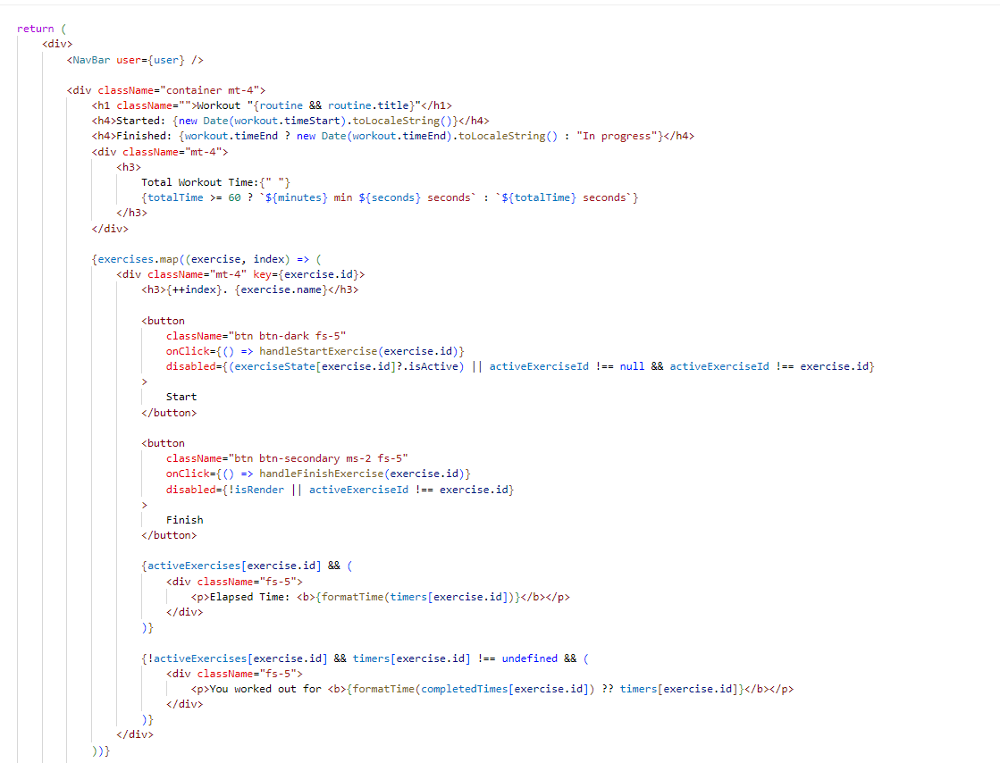 return (
<div>
<NavBar user={user} />
<div className="container mt-4">
<h1 className="">Workout "{routine && routine.title}"</h1>
<h4>Started: {new Date(workout.timeStart).toLocaleString()}</h4>
<h4>Finished: {workout.timeEnd ? new Date(workout.timeEnd).toLocaleString() : "In progress"}</h4>
<div className="mt-4">
<h3>
Total Workout Time:{" "}
{totalTime >= 60 ? `${minutes} min ${seconds} seconds` : `${totalTime} seconds`}
</h3>
</div>
{exercises.map((exercise, index) => (
<div className="mt-4" key={exercise.id}>
<h3>{++index}. {exercise.name}</h3>
<button
className="btn btn-dark fs-5"
onClick={() => handleStartExercise(exercise.id)}
disabled={(exerciseState[exercise.id]?.isActive) || activeExerciseId !== null && activeExerciseId !== exercise.id}
>
Start
</button>
<button
className="btn btn-secondary ms-2 fs-5"
onClick={() => handleFinishExercise(exercise.id)}
disabled={!isRender || activeExerciseId !== exercise.id}
>
Finish
</button>
{activeExercises[exercise.id] && (
<div className="fs-5">
<p>Elapsed Time: <b>{formatTime(timers[exercise.id])}</b></p>
</div>
)}
{!activeExercises[exercise.id] && timers[exercise.id] !== undefined && (
<div className="fs-5">
<p>You worked out for <b>{formatTime(completedTimes[exercise.id]) ?? timers[exercise.id]}</b></p>
</div>
)}
</div>
))}